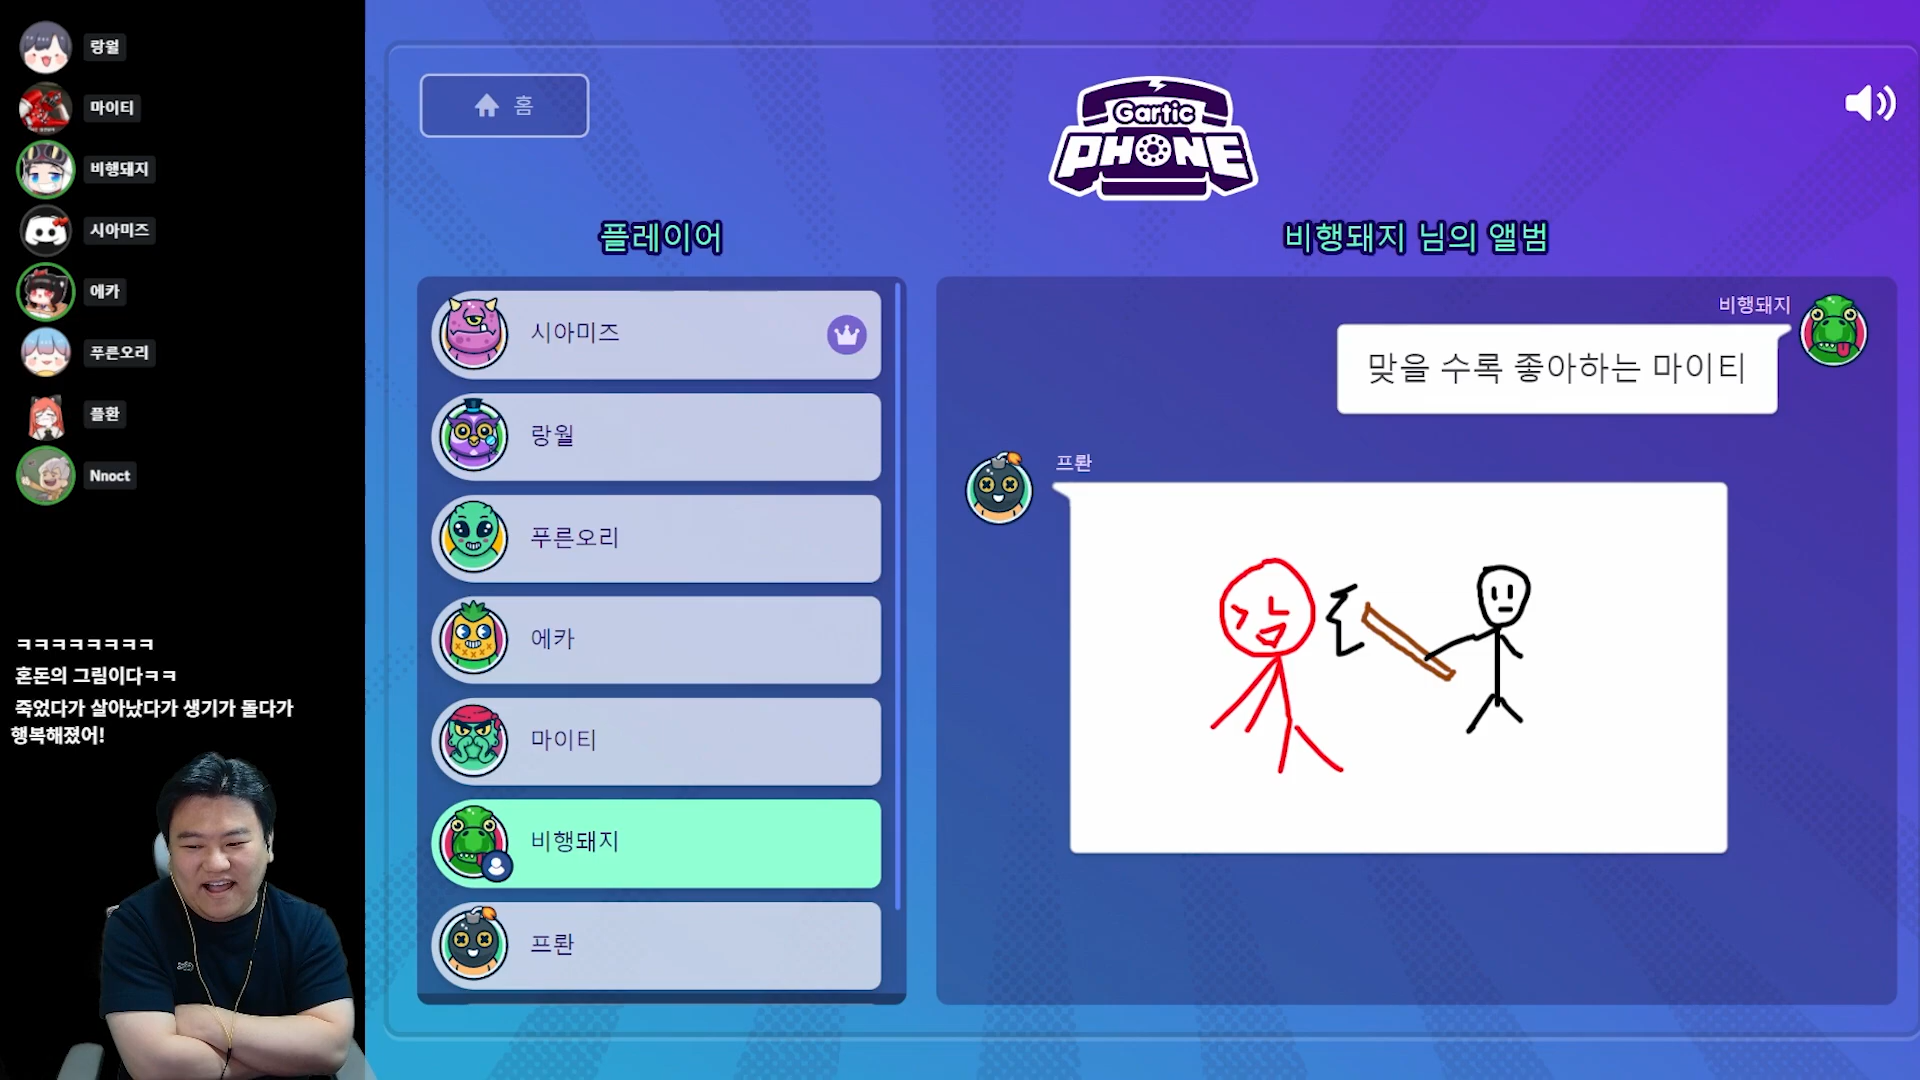 랑월
마이티
비행돼지
시아미즈
에카
푸른오리
플환
Nnoct
ㅋㅋㅋㅋㅋㅋㅋㅋ
혼돈의 그림이다ㅋㅋ
죽었다가 살아났다가 생기가 돌다가
행복해졌어!
홈
Gartic
PHONE
플레이어
시아미즈
랑월
푸른오리
에카
마이티
비행돼지
프롼
비행돼지 님의 앨범
비행돼지
맞을 수록 좋아하는 마이티
프롼